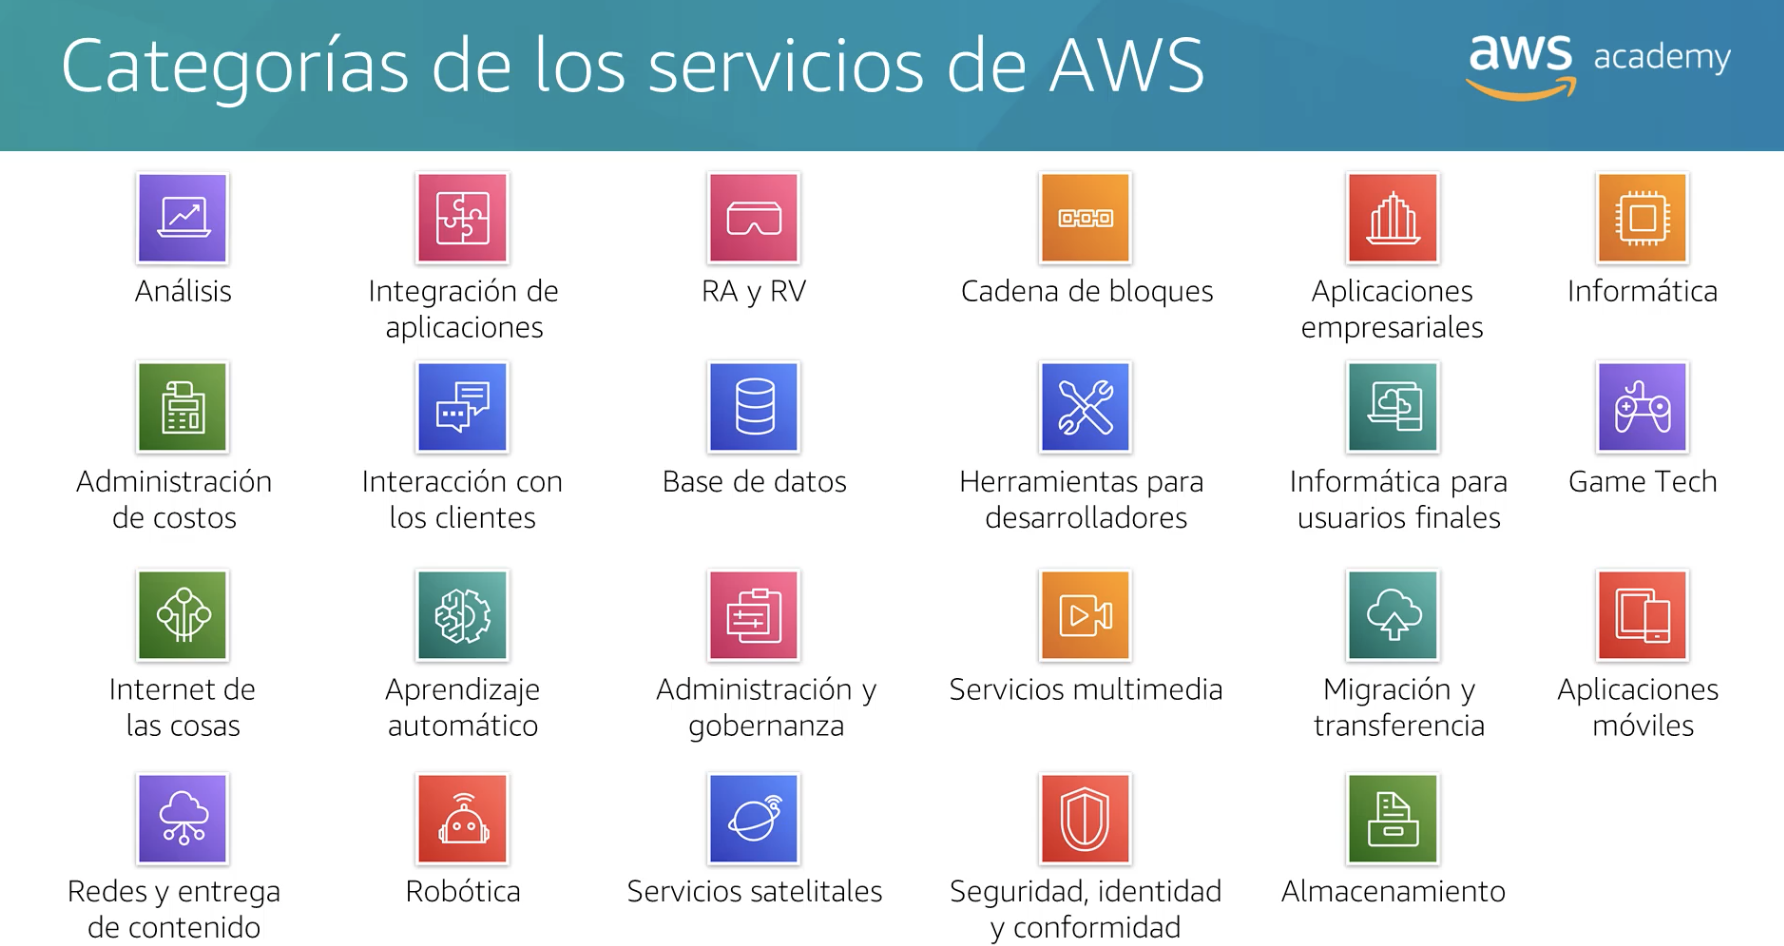 Categorías de los servicios de AWS
aws academy
Análisis
Integración de
aplicaciones
RA y RV
Cadena de bloques
Aplicaciones
empresariales
Informática
Administración
de costos
Interacción con
los clientes
Base de datos
Herramientas para
desarrolladores
Informática para
usuarios finales
Game Tech
Internet de
las cosas
Aprendizaje
automático
Administración y
gobernanza
Servicios multimedia
Migración y
transferencia
Aplicaciones
móviles
Redes y entrega
de contenido
Robótica
Servicios satelitales
Seguridad, identidad
y conformidad
Almacenamiento